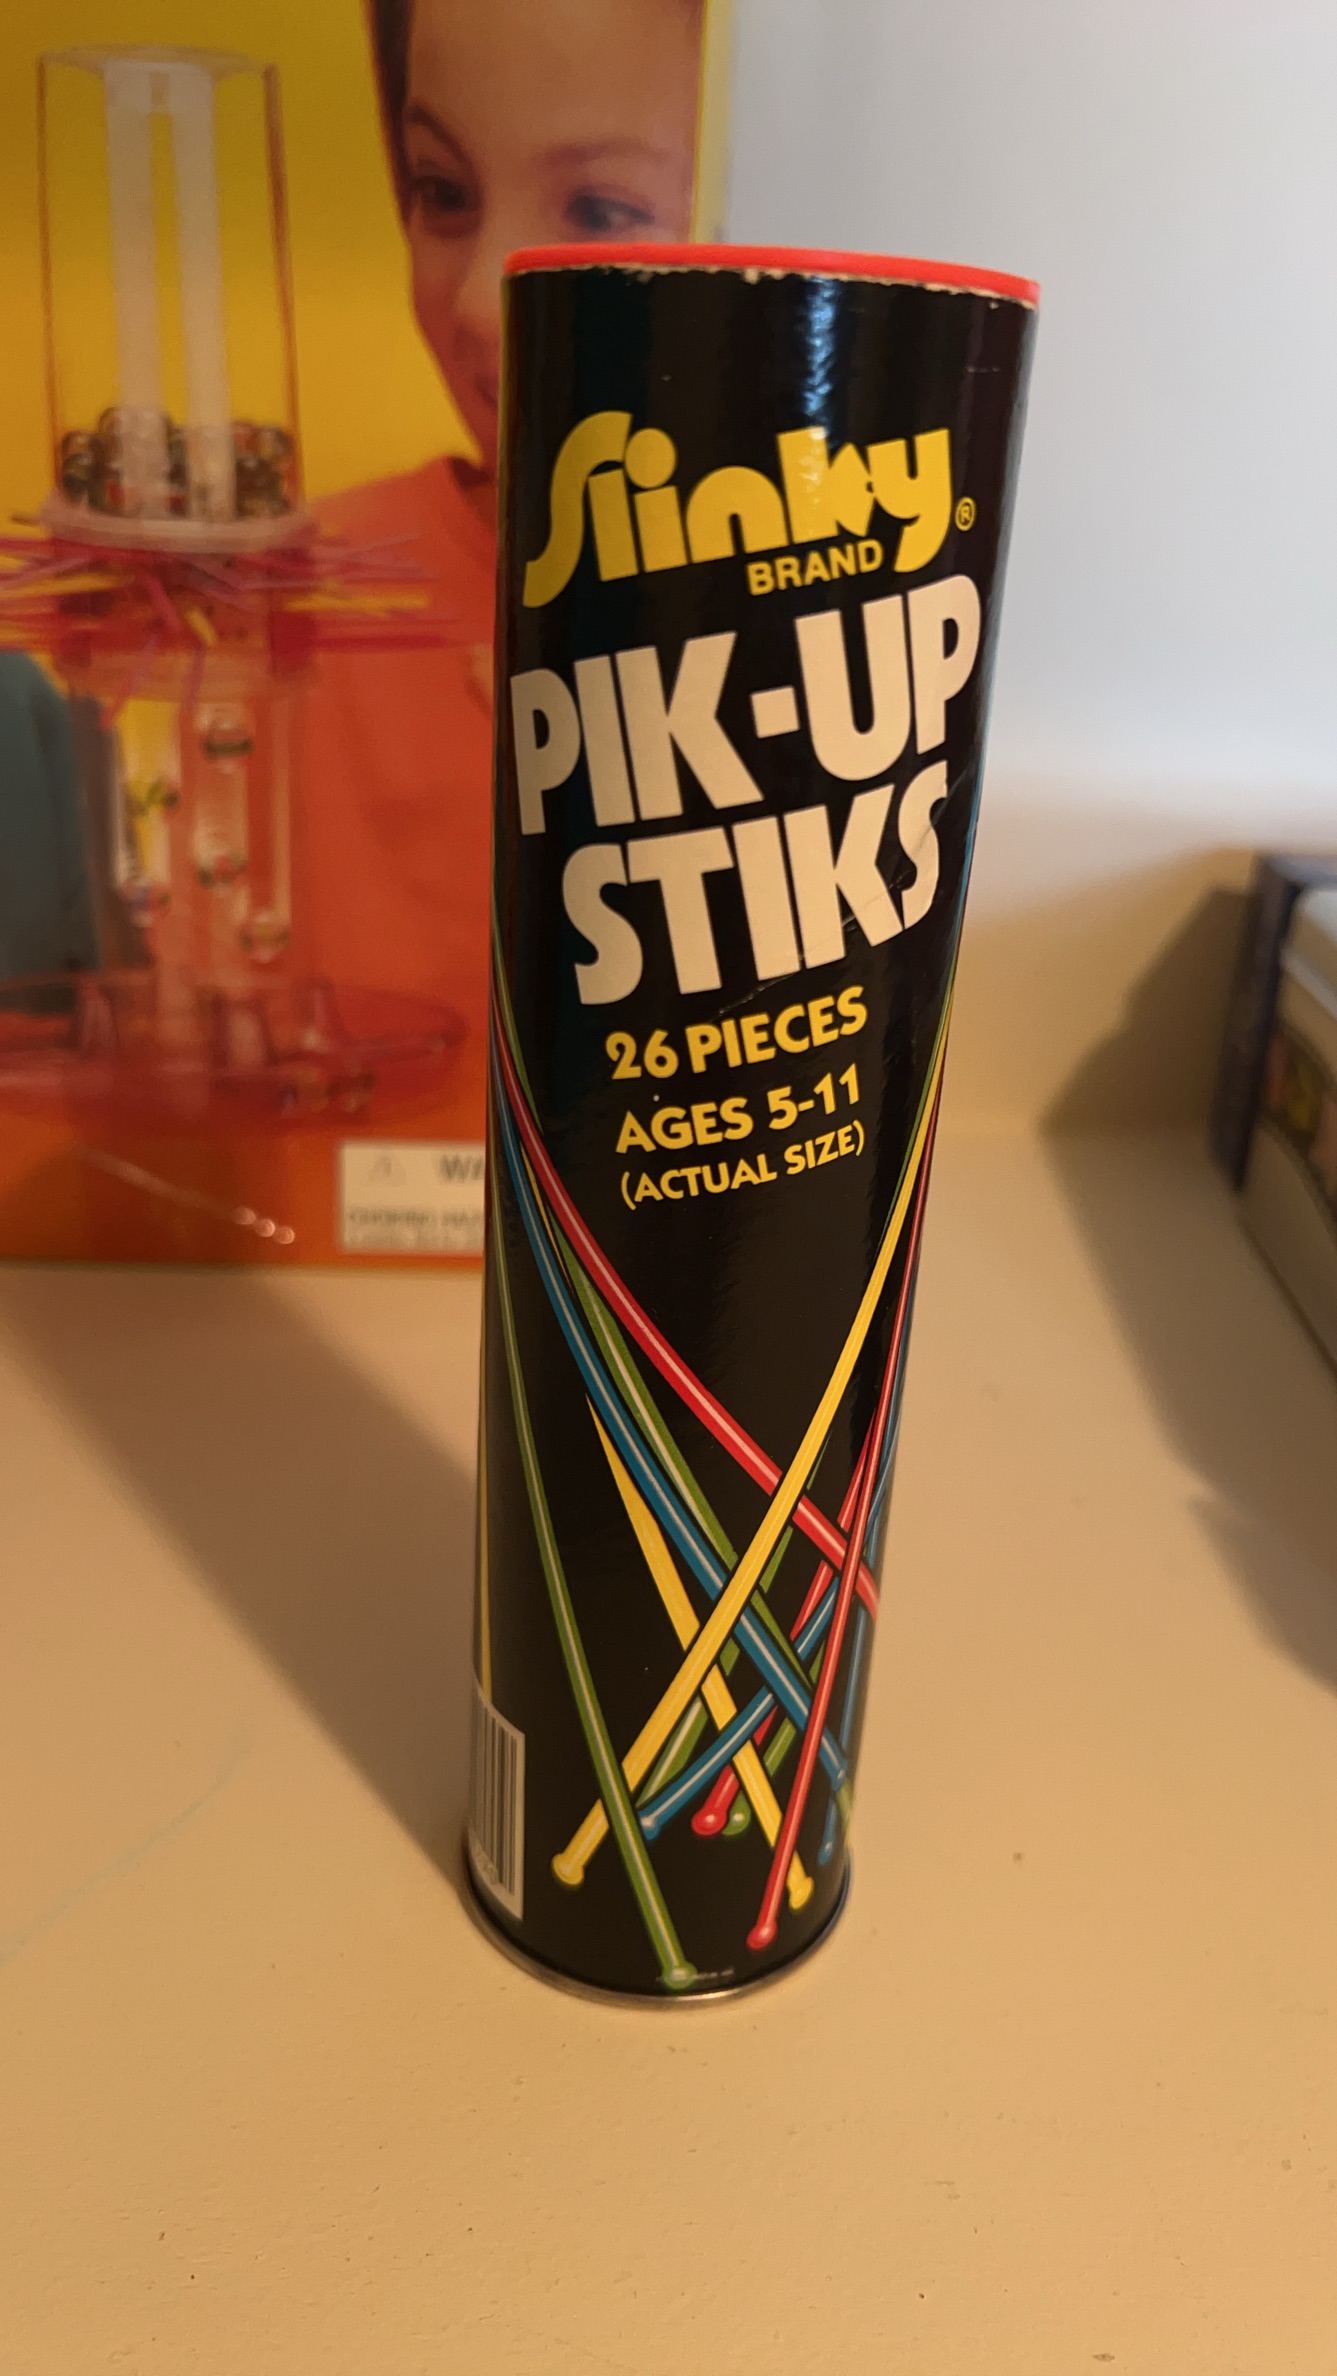 Slinky®
BRAND
PIK-UP
STIKS
26 PIECES
AGES 5-11
(ACTUAL SIZE)